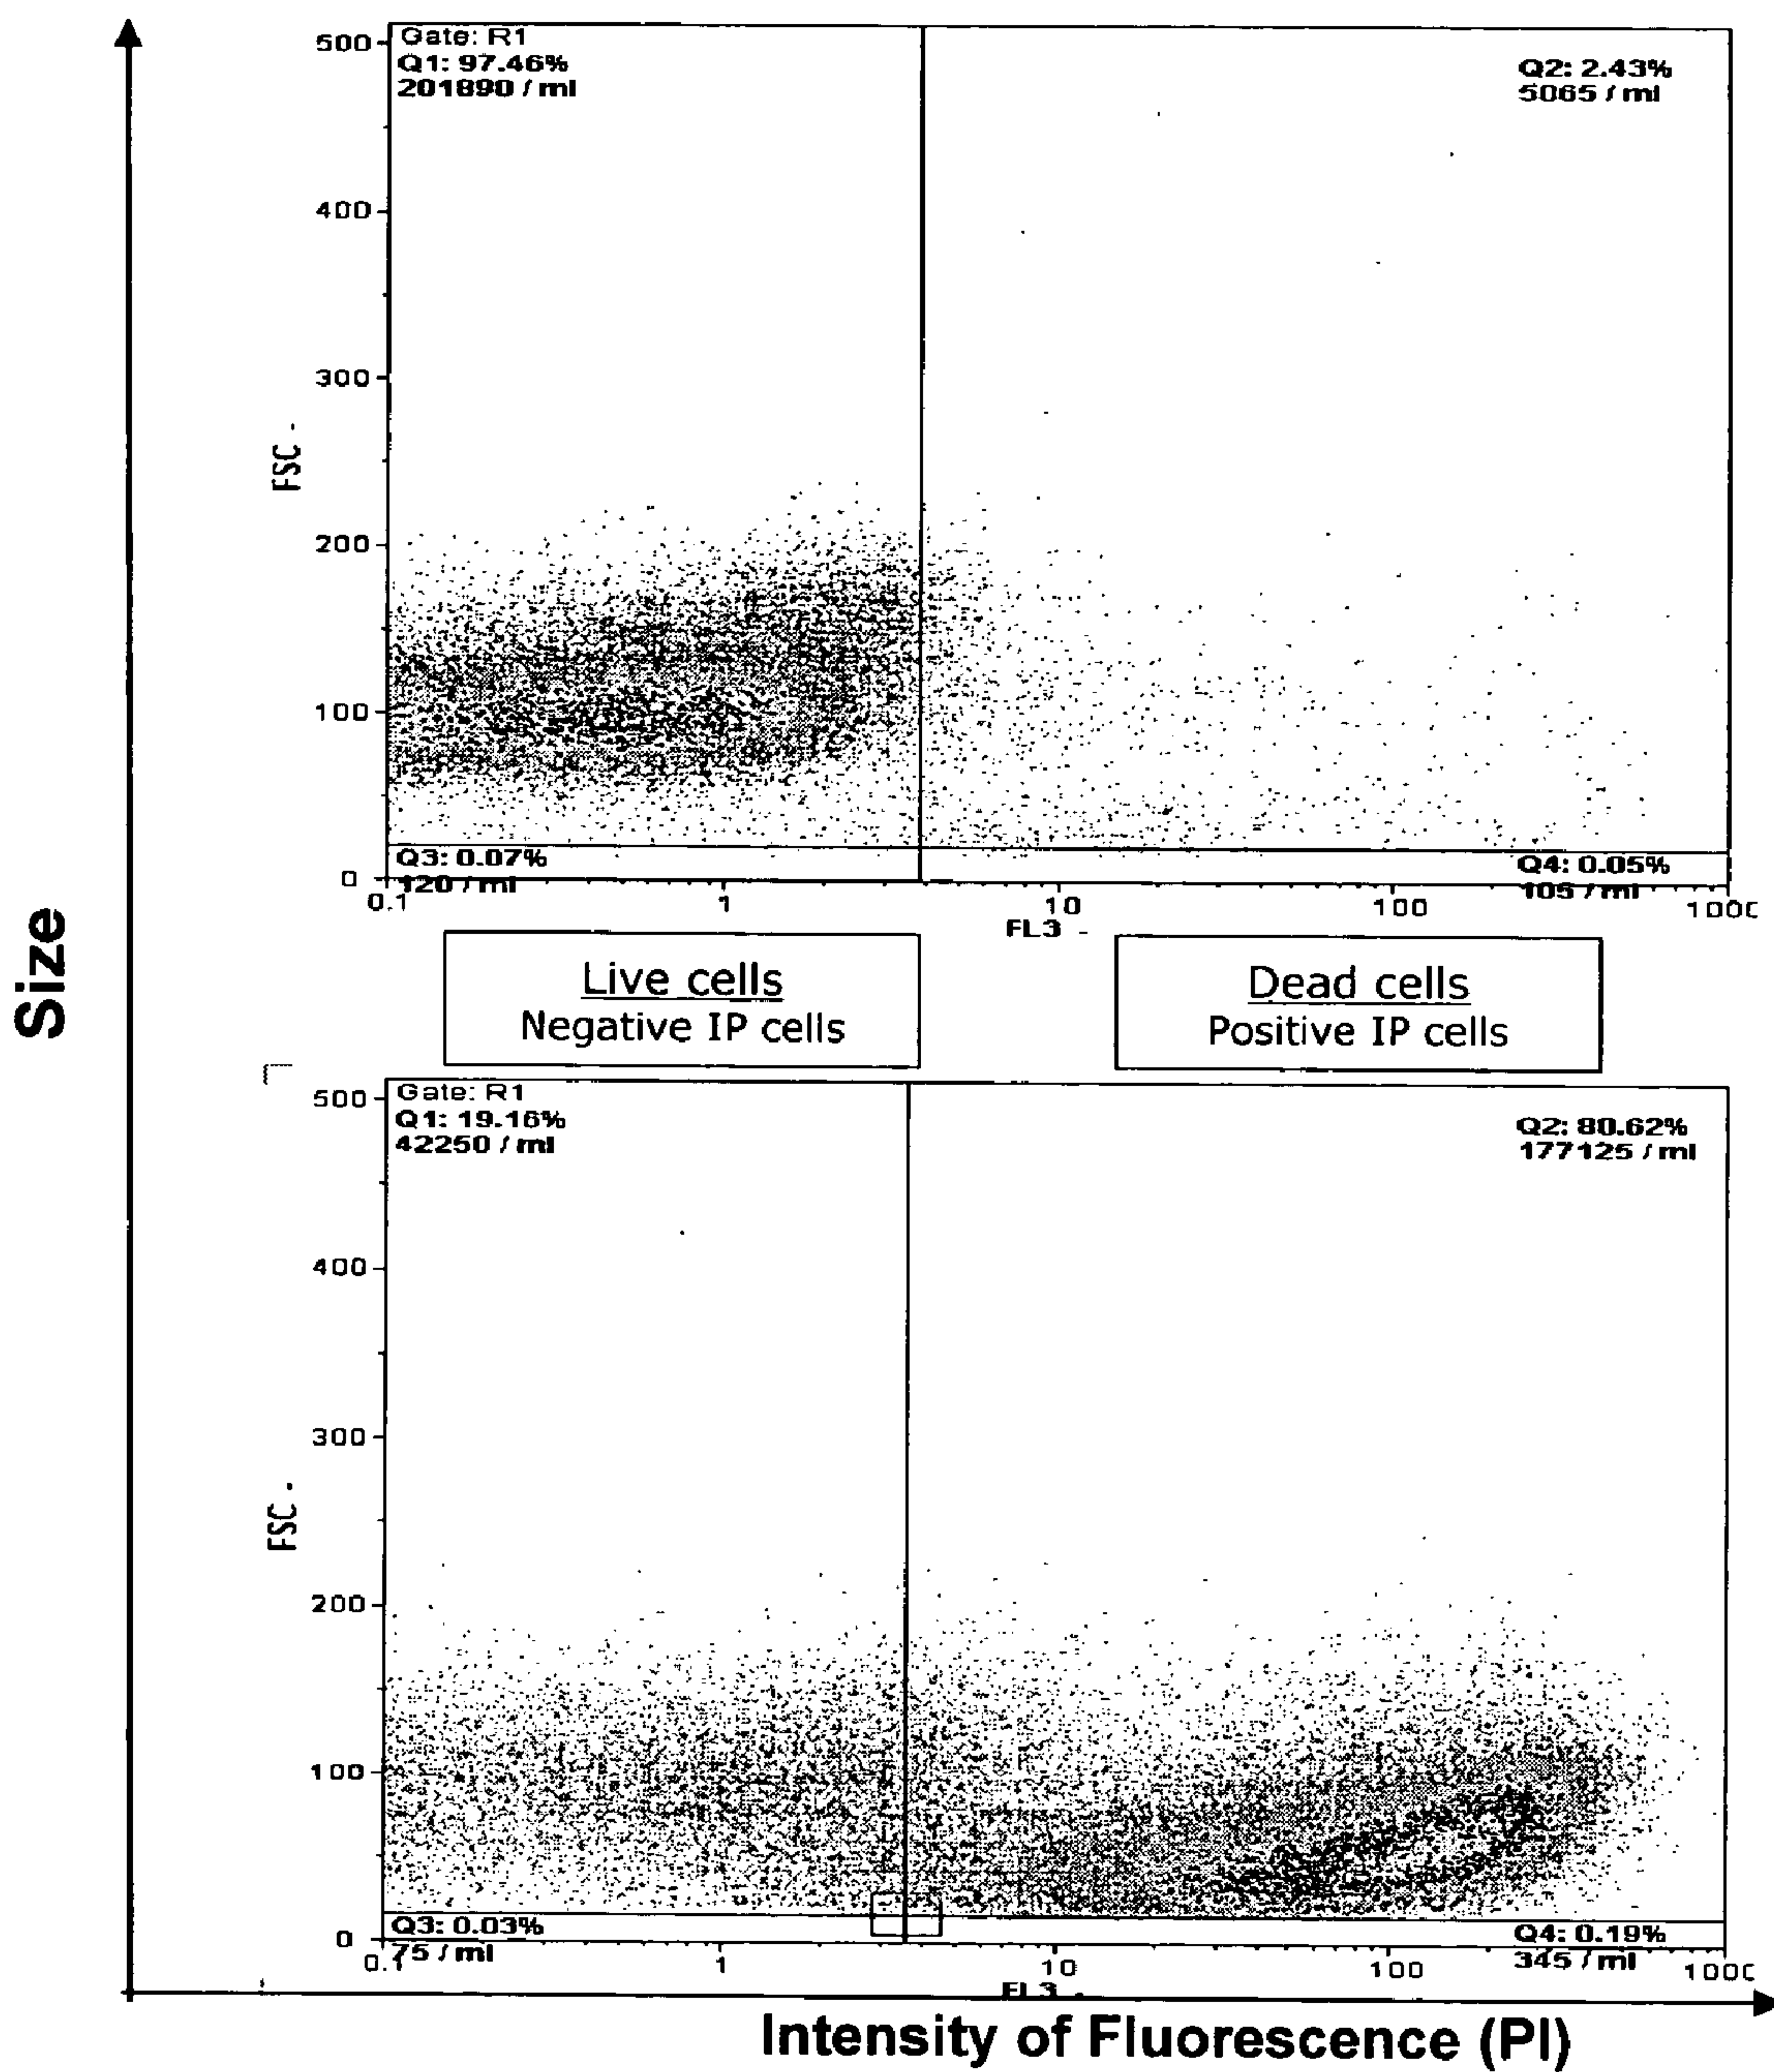 Size
500
Gate: R1
Q1: 97.46%
201890 / ml
Q2: 2.43%
5065 / ml
400
300
FSC -
200
100
Q3: 0.07%
120 / ml
Q4: 0.05%
105 / ml
0
0.1
1
10
100
FL3 -
Live cells
Negative IP cells
Dead cells
Positive IP cells
500
Gate: R1
Q1: 19.16%
42250 / ml
Q2: 80.62%
177125 / ml
400
300
FSC -
200
100
Q3: 0.03%
75 / ml
Q4: 0.19%
345 / ml
0
1
10
100
FL3 -
Intensity of Fluorescence (PI)